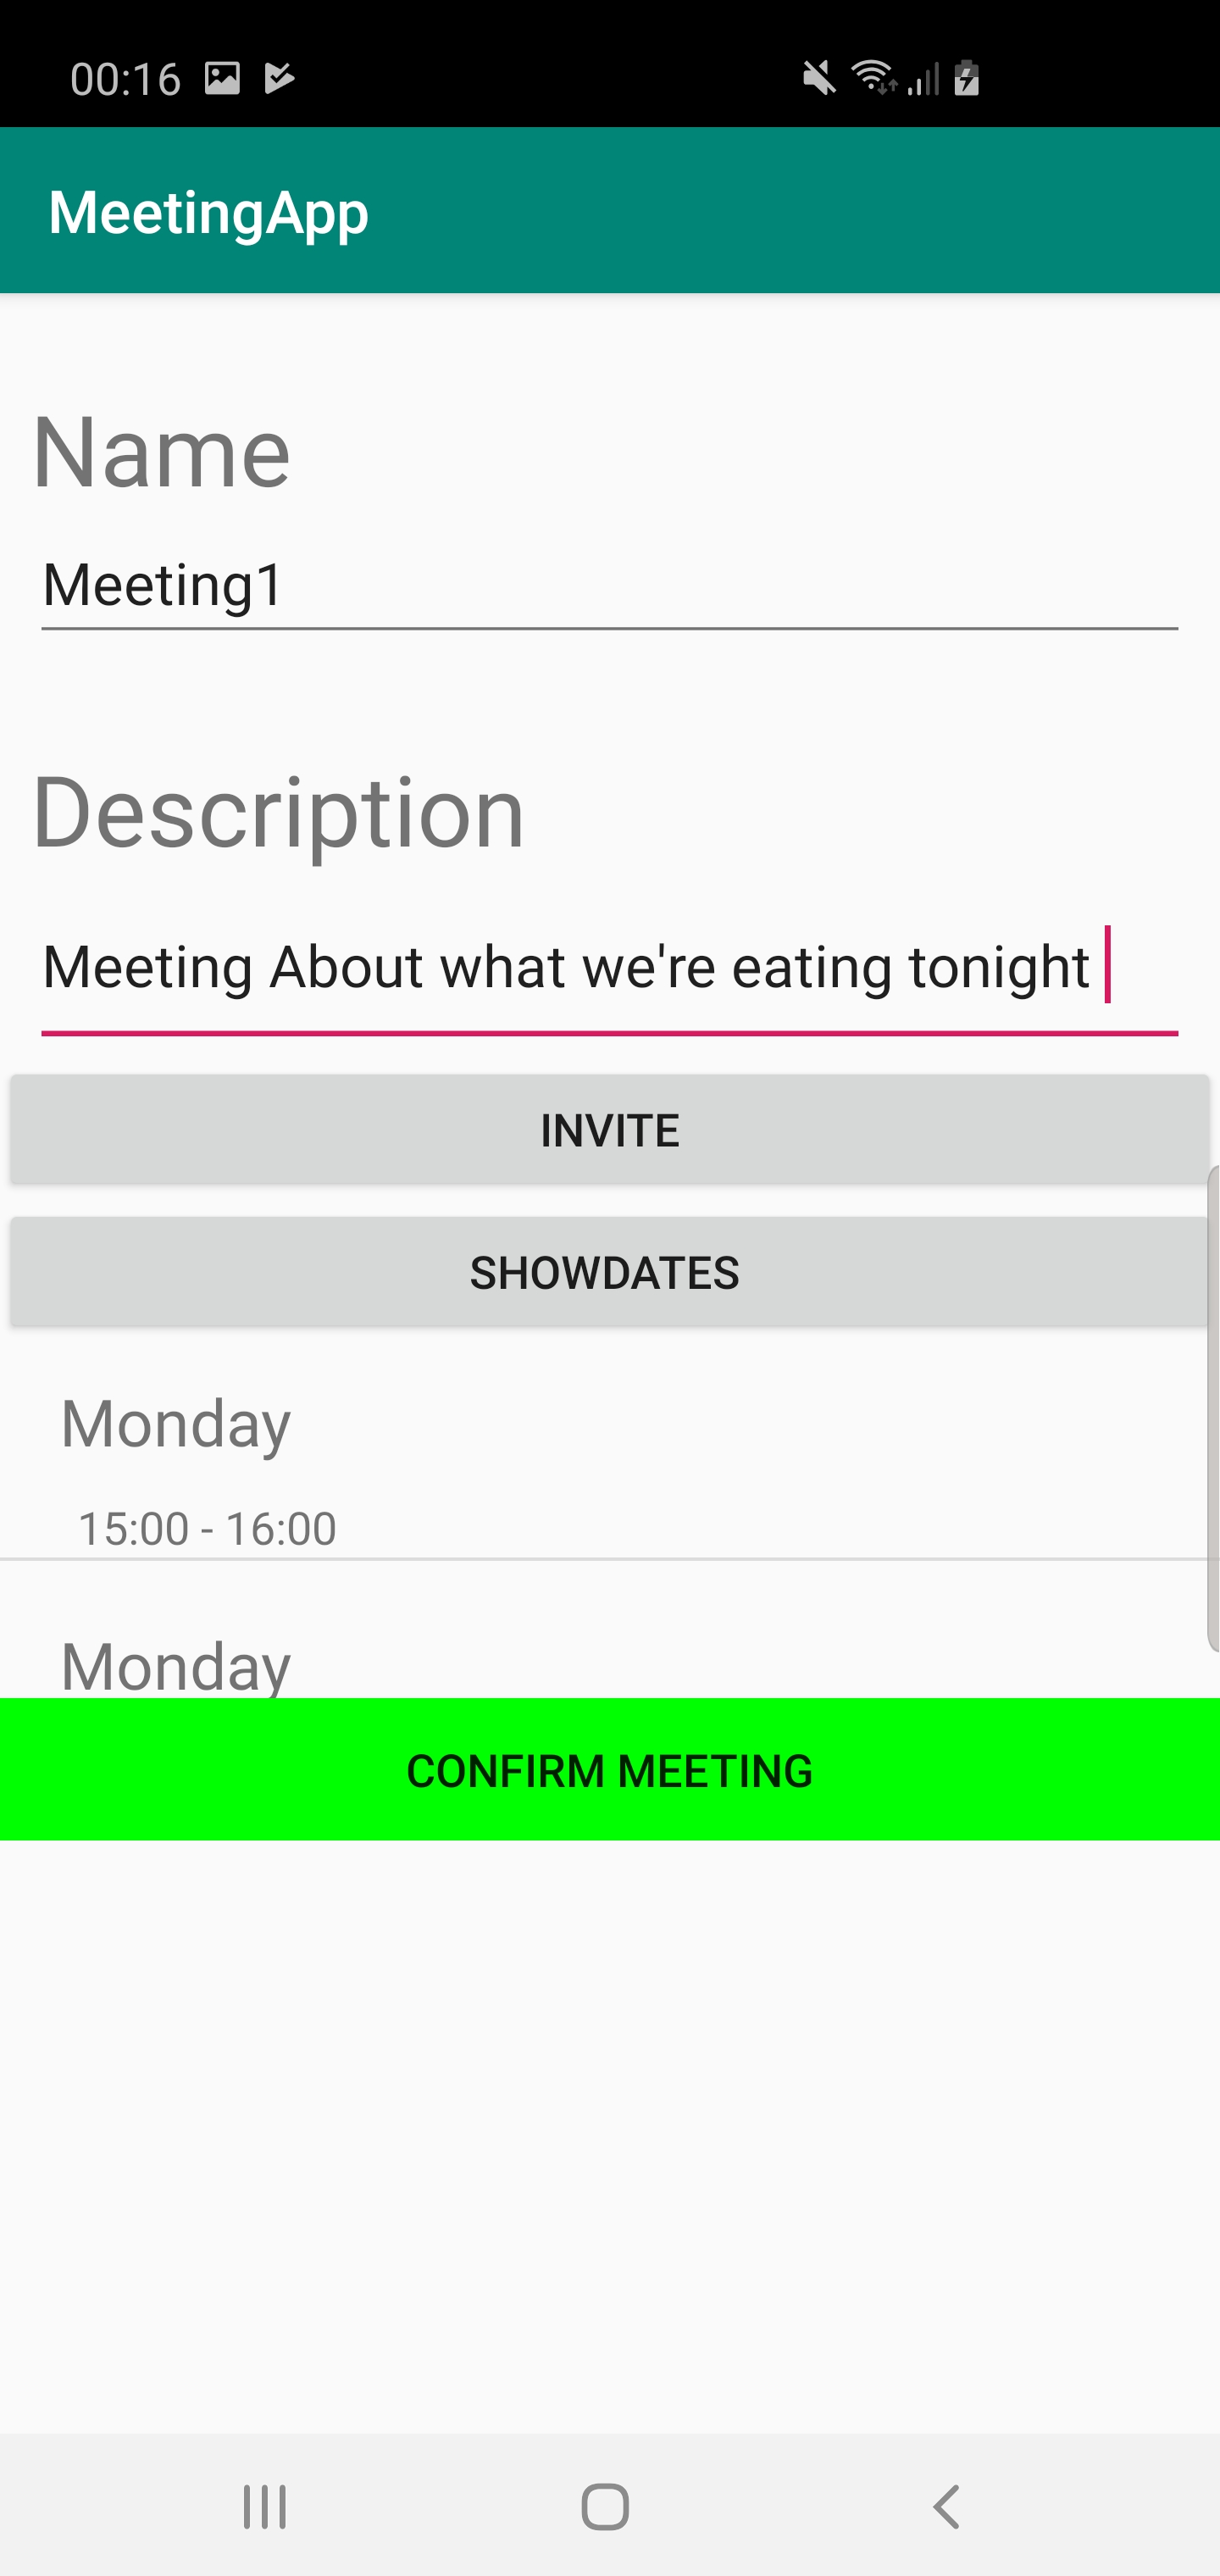 00:16
MeetingApp
Name
Meeting1
Description
Meeting About what we're eating tonight
INVITE
SHOWDATES
Monday
15:00 - 16:00
Monday
CONFIRM MEETING